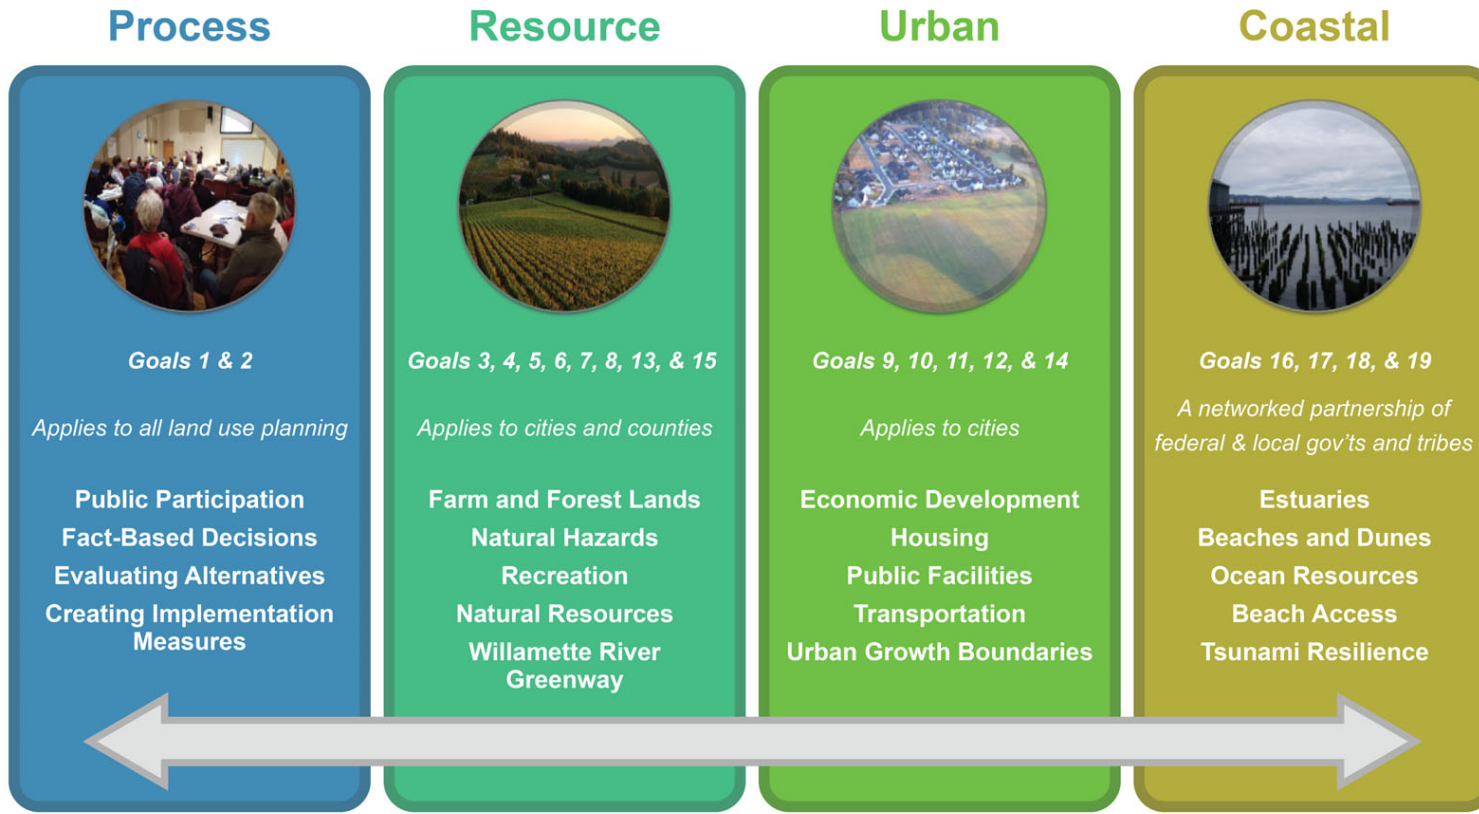 Process
Goals 1 & 2
Applies to all land use planning
Public Participation
Fact-Based Decisions
Evaluating Alternatives
Creating Implementation
Measures
Resource
Goals 3, 4, 5, 6, 7, 8, 13, & 15
Applies to cities and counties
Farm and Forest Lands
Natural Hazards
Recreation
Natural Resources
Willamette River
Greenway
Urban
Goals 9, 10, 11, 12, & 14
Applies to cities
Economic Development
Housing
Public Facilities
Transportation
Urban Growth Boundaries
Coastal
Goals 16, 17, 18, & 19
A networked partnership of
federal & local gov’ts and tribes
Estuaries
Beaches and Dunes
Ocean Resources
Beach Access
Tsunami Resilience